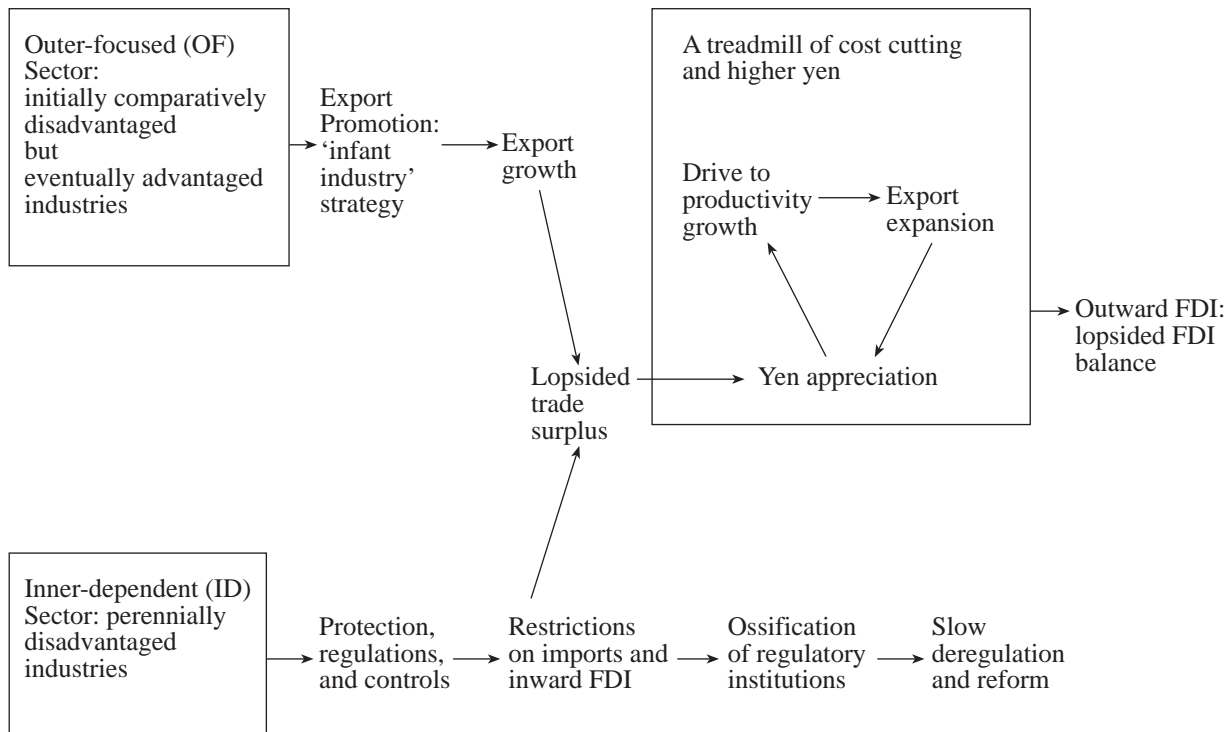 Outer-focused (OF)
Sector:
initially comparatively
disadvantaged
but
eventually advantaged
industries
Export
Promotion:
‘infant
industry’
strategy
Export
growth
A treadmill of cost cutting
and higher yen
Drive to
productivity
growth
Export
expansion
Yen appreciation
Outward FDI:
lopsided FDI
balance
Lopsided
trade
surplus
Inner-dependent (ID)
Sector: perennially
disadvantaged
industries
Protection,
regulations,
and controls
Restrictions
on imports and
inward FDI
Ossification
of regulatory
institutions
Slow
deregulation
and reform